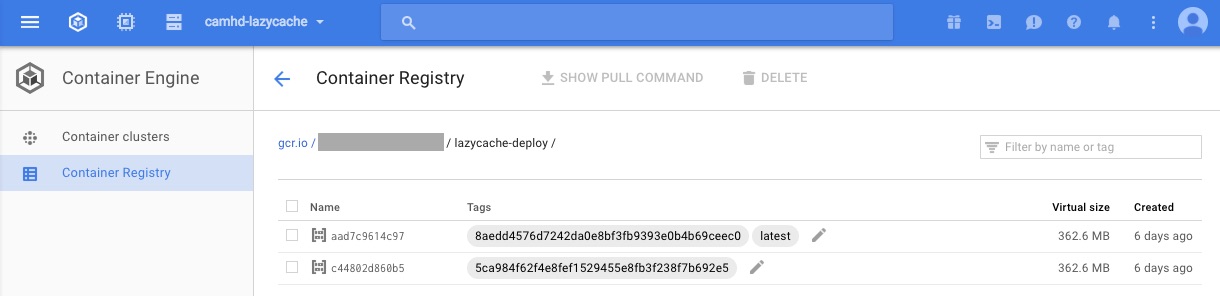 camhd-lazycache
Container Engine
Container Registry
SHOW PULL COMMAND
DELETE
Container clusters
Container Registry
gcr.io / / lazycache-deploy /
Filter by name or tag
Name Tags Virtual size Created
aad7c9614c97 8aedd4576d7242da0e8bf3fb9393e0b4b69ceec0 latest 362.6 MB 6 days ago
c44802d860b5 5ca984f62f4e8fef1529455e8fb3f238f7b692e5 362.6 MB 6 days ago